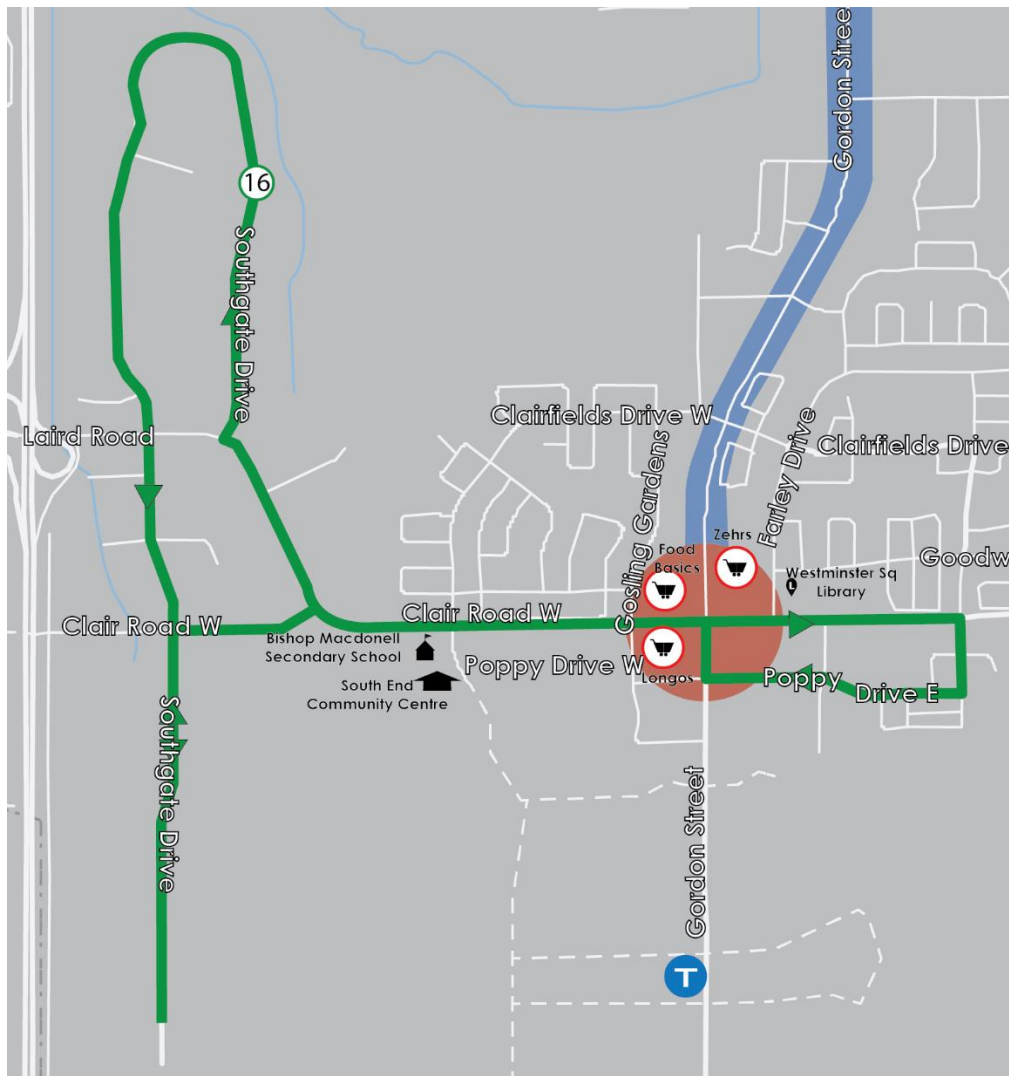 Gordon Street
16
Southgate Drive
Clairfields Drive W
Laird Road
Gosling Gardens
Farley Drive
Clairfields Drive
Zehrs
Food
Basics
Westminster Sq
Library
L
Goodw
Clair Road W
Clair Road W
Bishop Macdonell
Secondary School
Poppy Drive W
Longos
Poppy
Drive E
South End
Community Centre
Southgate Drive
Gordon Street
T